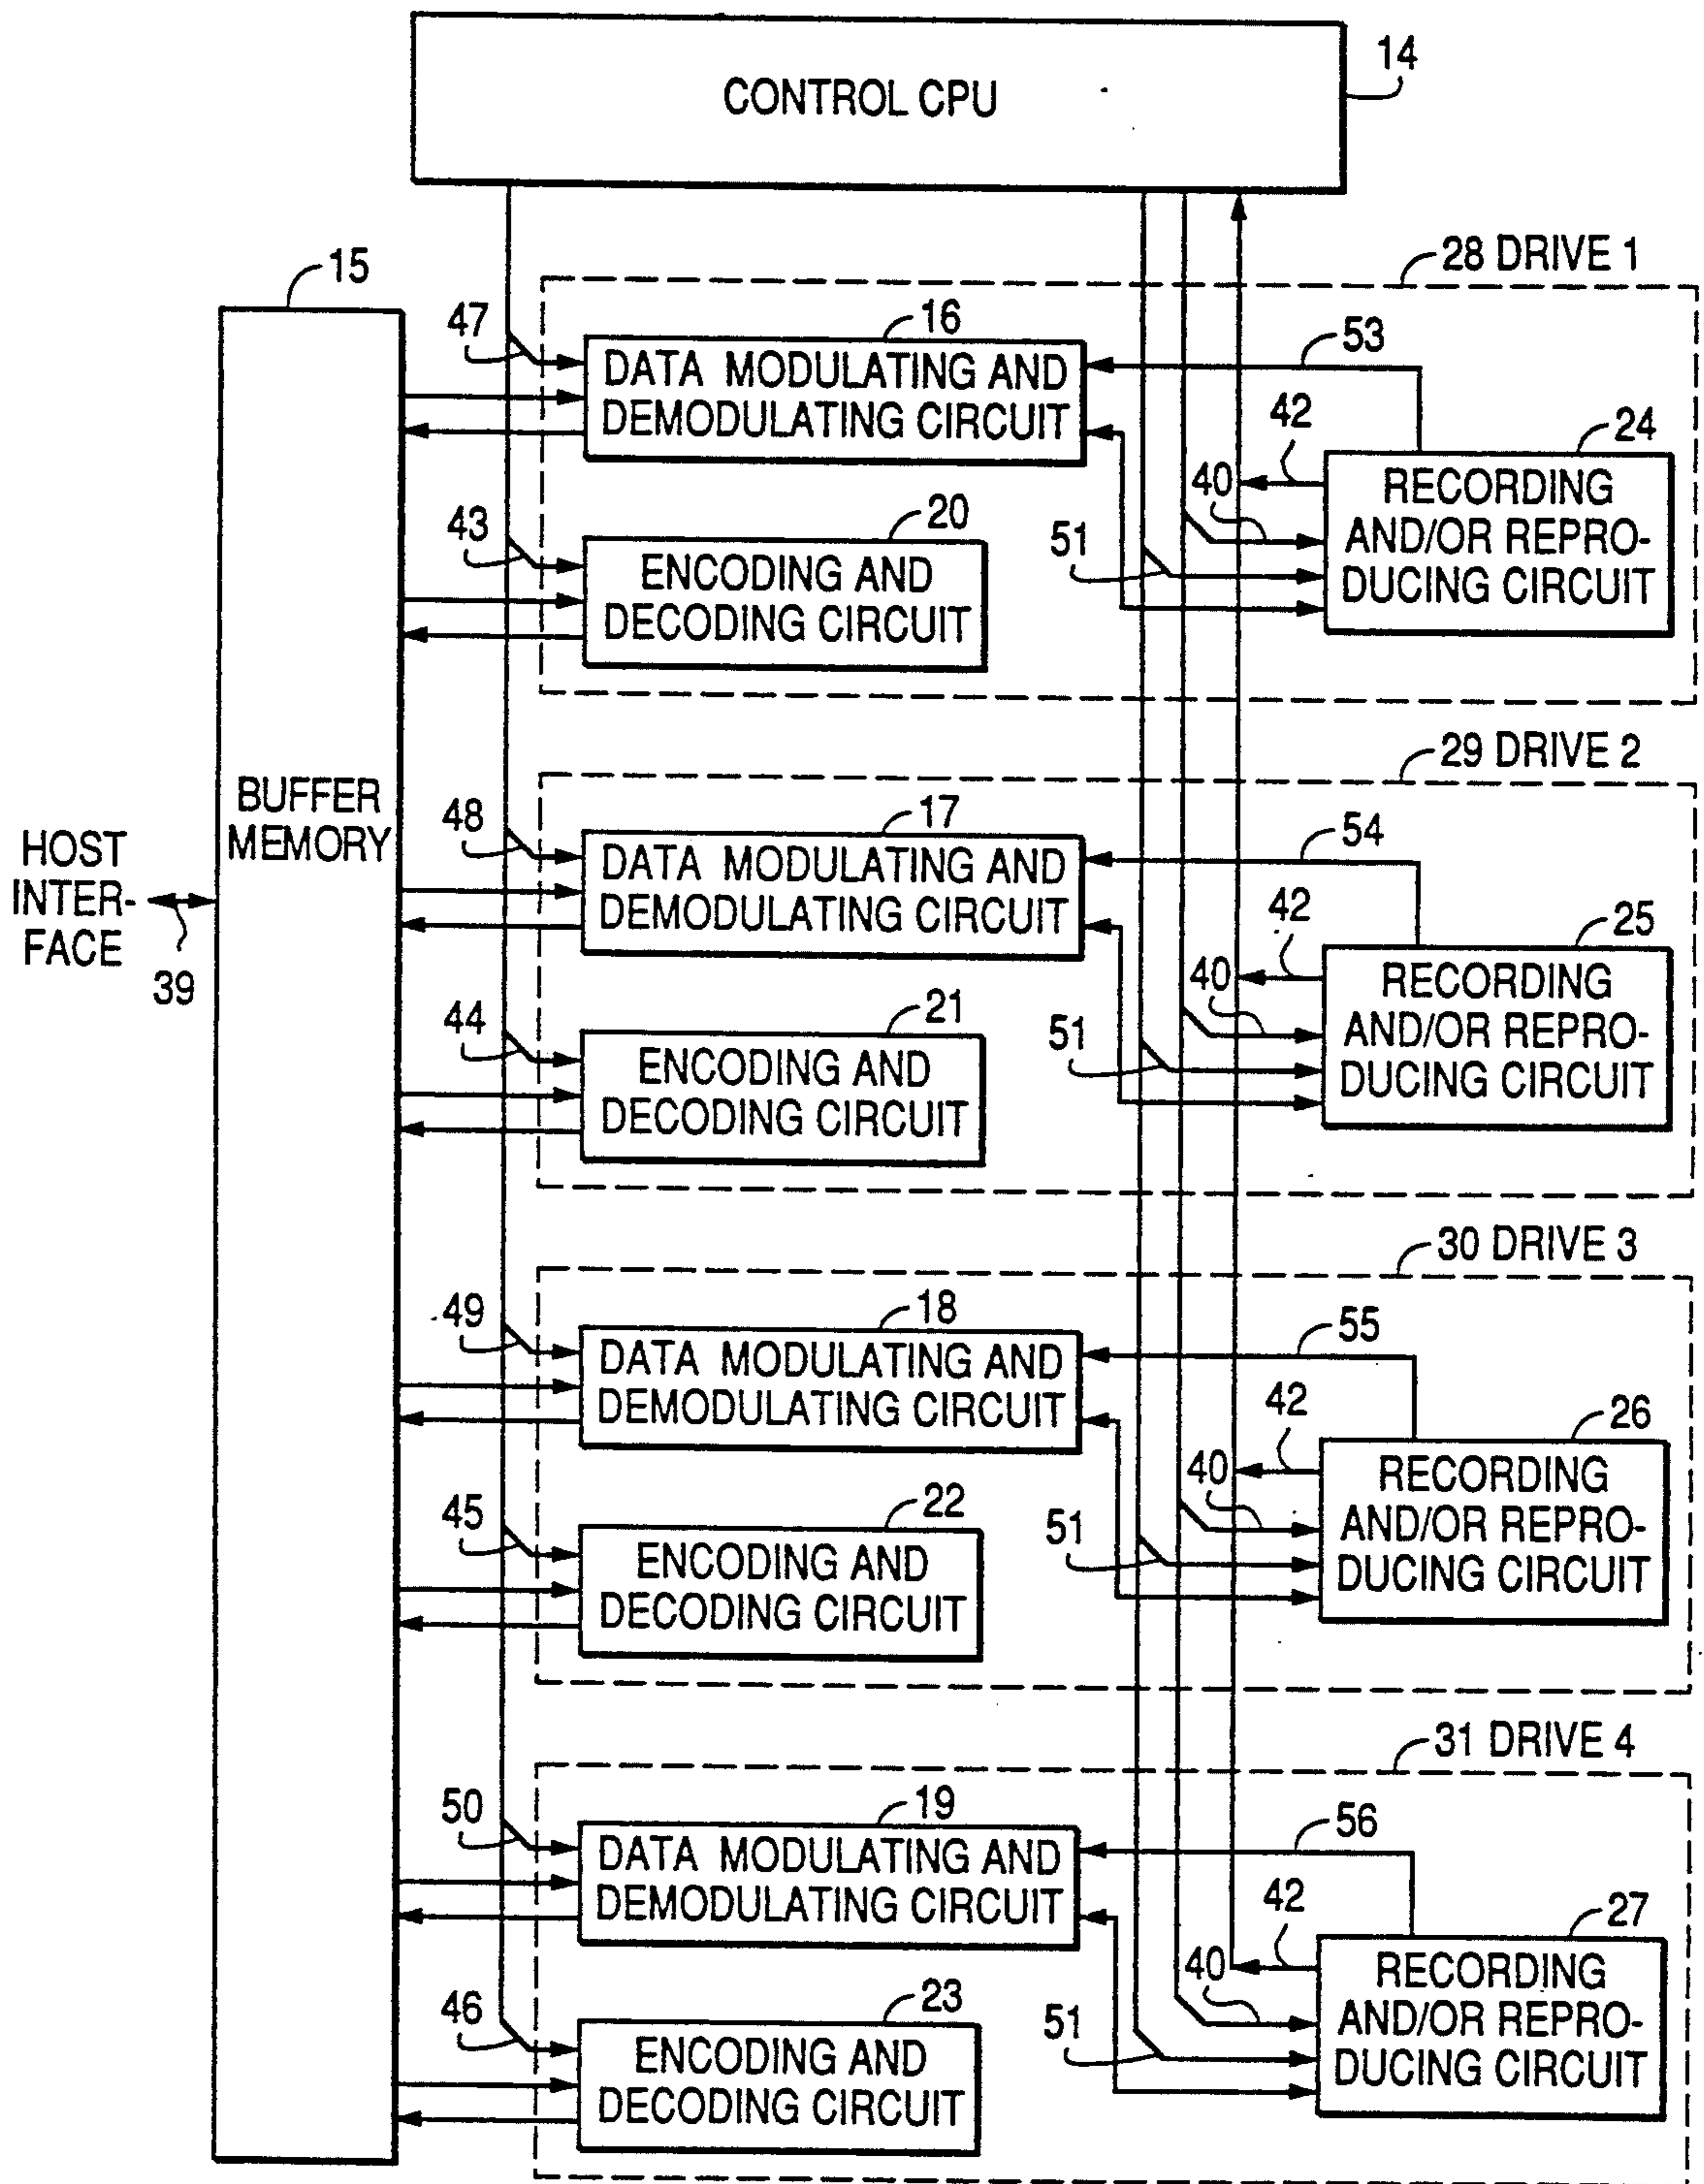 CONTROL CPU
14
15
28 DRIVE 1
47
16
DATA MODULATING AND
DEMODULATING CIRCUIT
53
42
24
40
RECORDING
AND/OR REPRO-
DUCING CIRCUIT
43
20
51
ENCODING AND
DECODING CIRCUIT
29 DRIVE 2
BUFFER
MEMORY
HOST
INTER-
FACE
39
48
17
DATA MODULATING AND
DEMODULATING CIRCUIT
54
42
25
40
RECORDING
AND/OR REPRO-
DUCING CIRCUIT
44
21
51
ENCODING AND
DECODING CIRCUIT
30 DRIVE 3
49
18
DATA MODULATING AND
DEMODULATING CIRCUIT
55
42
26
40
RECORDING
AND/OR REPRO-
DUCING CIRCUIT
45
22
51
ENCODING AND
DECODING CIRCUIT
31 DRIVE 4
50
19
DATA MODULATING AND
DEMODULATING CIRCUIT
56
42
27
40
RECORDING
AND/OR REPRO-
DUCING CIRCUIT
46
23
51
ENCODING AND
DECODING CIRCUIT